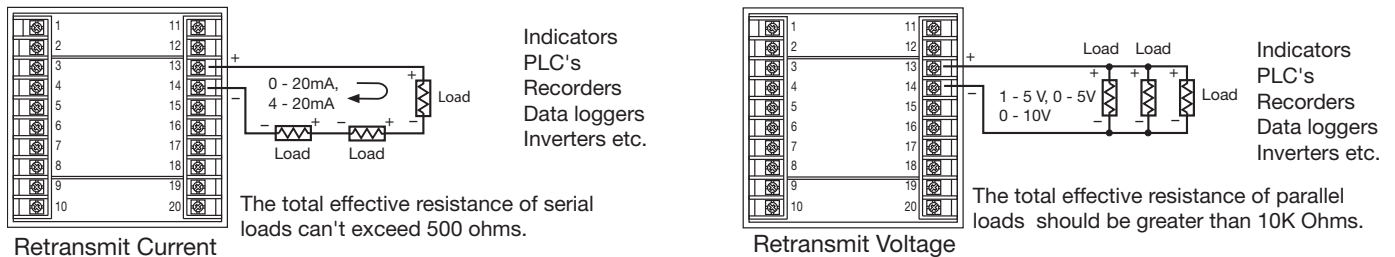 1
2
3
4
5
6
7
8
9
10
11
12
13
14
15
16
17
18
19
20
+
−
0 - 20mA,
4 - 20mA
+
Load
−
− + − +
Load Load
Indicators
PLC's
Recorders
Data loggers
Inverters etc.
The total effective resistance of serial
loads can't exceed 500 ohms.
Retransmit Current
1
2
3
4
5
6
7
8
9
10
11
12
13
14
15
16
17
18
19
20
+
−
Load Load
+ + +
1 - 5 V, 0 - 5V
0 - 10V
Load
− − −
Indicators
PLC's
Recorders
Data loggers
Inverters etc.
The total effective resistance of parallel
loads should be greater than 10K Ohms.
Retransmit Voltage